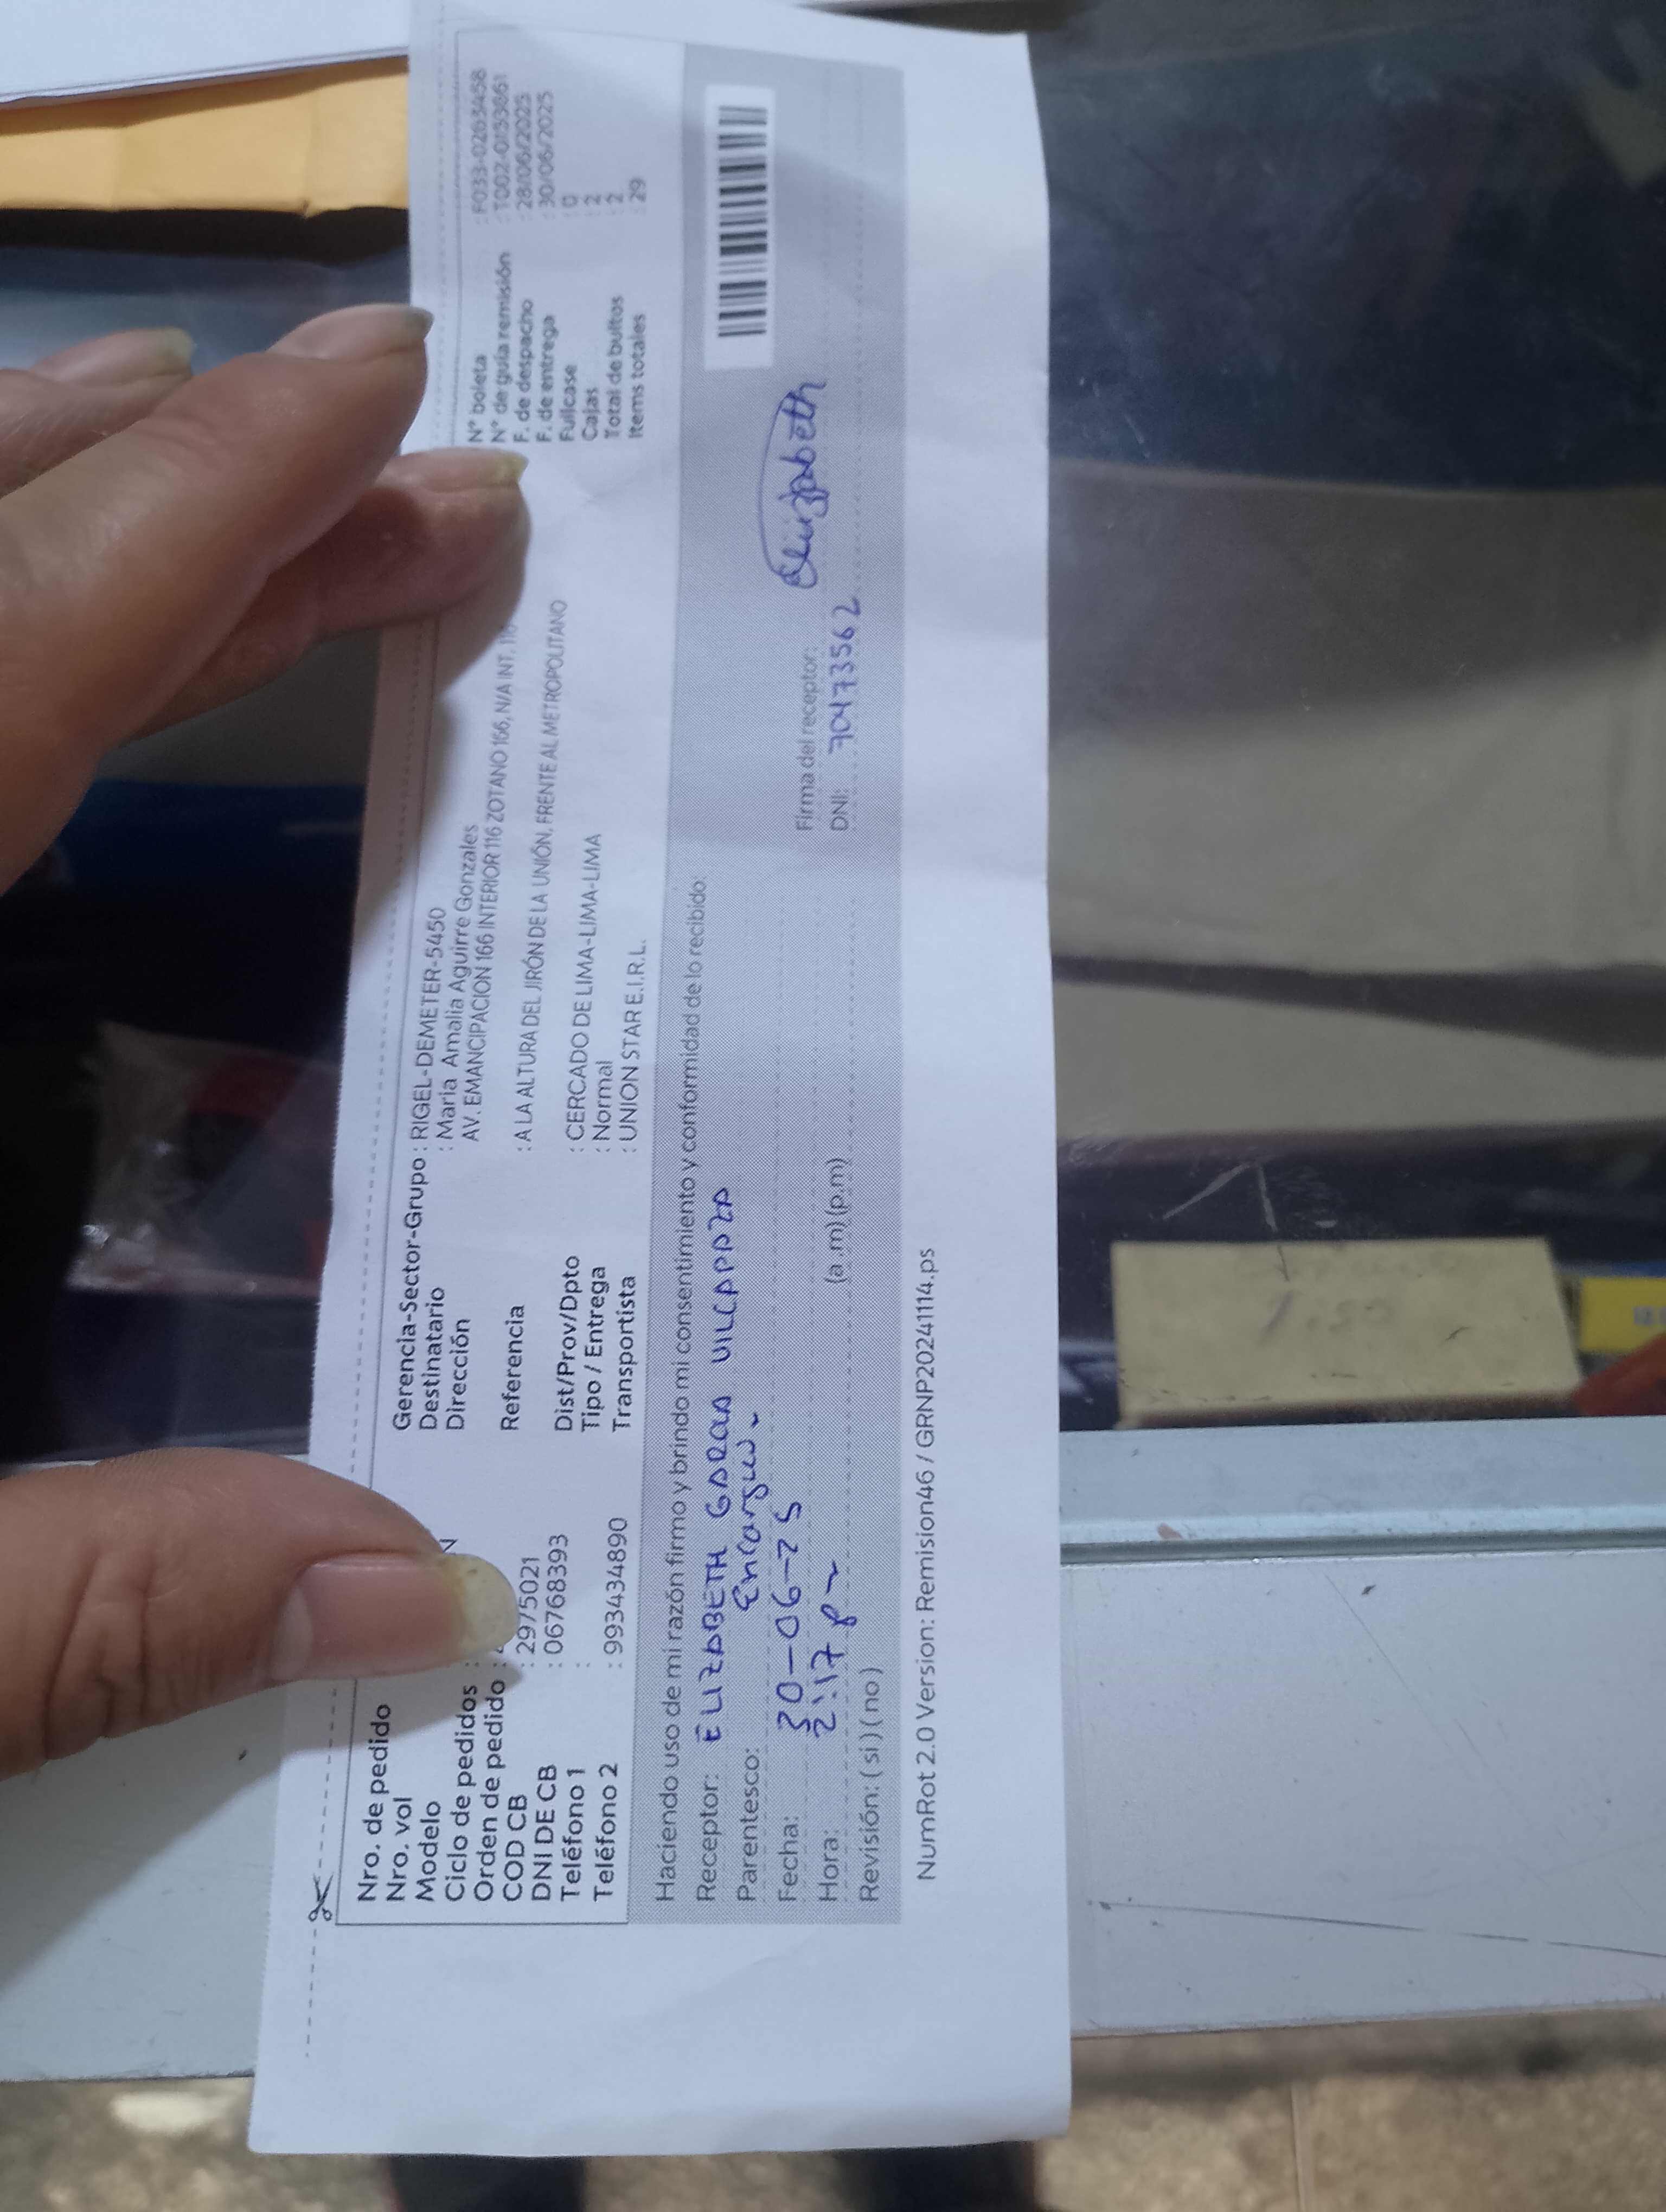 Nro. de pedido
Nro. vol
Modelo
Ciclo de pedidos :
Orden de pedido :
COD CB : 2975021
DNI DE CB : 06768393
Teléfono 1 :
Teléfono 2 : 993434890
Gerencia-Sector-Grupo : RIGEL-DEMETER-5450
Destinatario : Maria Amalia Aguirre Gonzales
Dirección AV. EMANCIPACION 166 INTERIOR 116 ZOTANO 166, N/A INT.
Referencia : A LA ALTURA DEL JIRÓN DE LA UNIÓN, FRENTE AL METROPOLITANO
Dist/Prov/Dpto : CERCADO DE LIMA-LIMA-LIMA
Tipo / Entrega : Normal
Transportista : UNION STAR E.I.R.L.
N° boleta : F033-02634458
N° de guía remisión : T002-01533661
F. de despacho : 28/06/2025
F. de entrega : 30/06/2025
Fullcase : 0
Cajas : 2
Total de bultos : 2
Items totales : 29
Haciendo uso de mi razón firmo y brindo mi consentimiento y conformidad de lo recibido:
Receptor: ELIZABETH GARCIA VILCAPAZA
Parentesco:
Fecha: 30-06-25
Hora: 2:17 (a.m) (p.m)
Revisión: ( si ) ( no )
Firma del receptor: Elizabeth
DNI: 70473562
NumRot 2.0 Version: Remision46 / GRNP20241114.ps